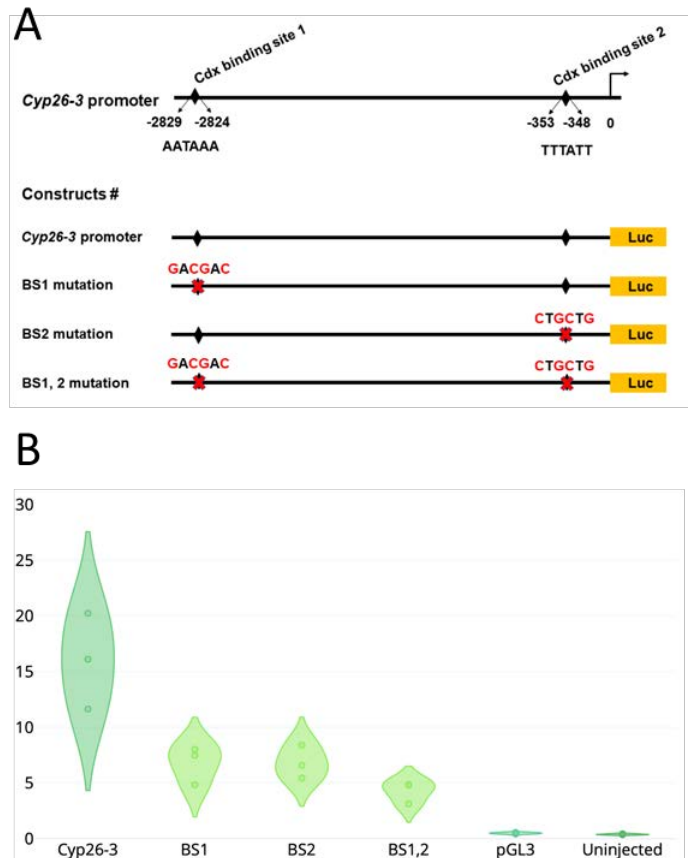 A
Cdx binding site 1
Cdx binding site 2
Cyp26-3 promoter
-2829 -2824 -353 -348 0
AATAAA TTTATT
Constructs #
Cyp26-3 promoter Luc
GACGAC
BS1 mutation Luc
CTGCTG
BS2 mutation Luc
GACGAC CTGCTG
BS1, 2 mutation Luc
B
30
25
20
15
10
5
0
Cyp26-3 BS1 BS2 BS1,2 pGL3 Uninjected